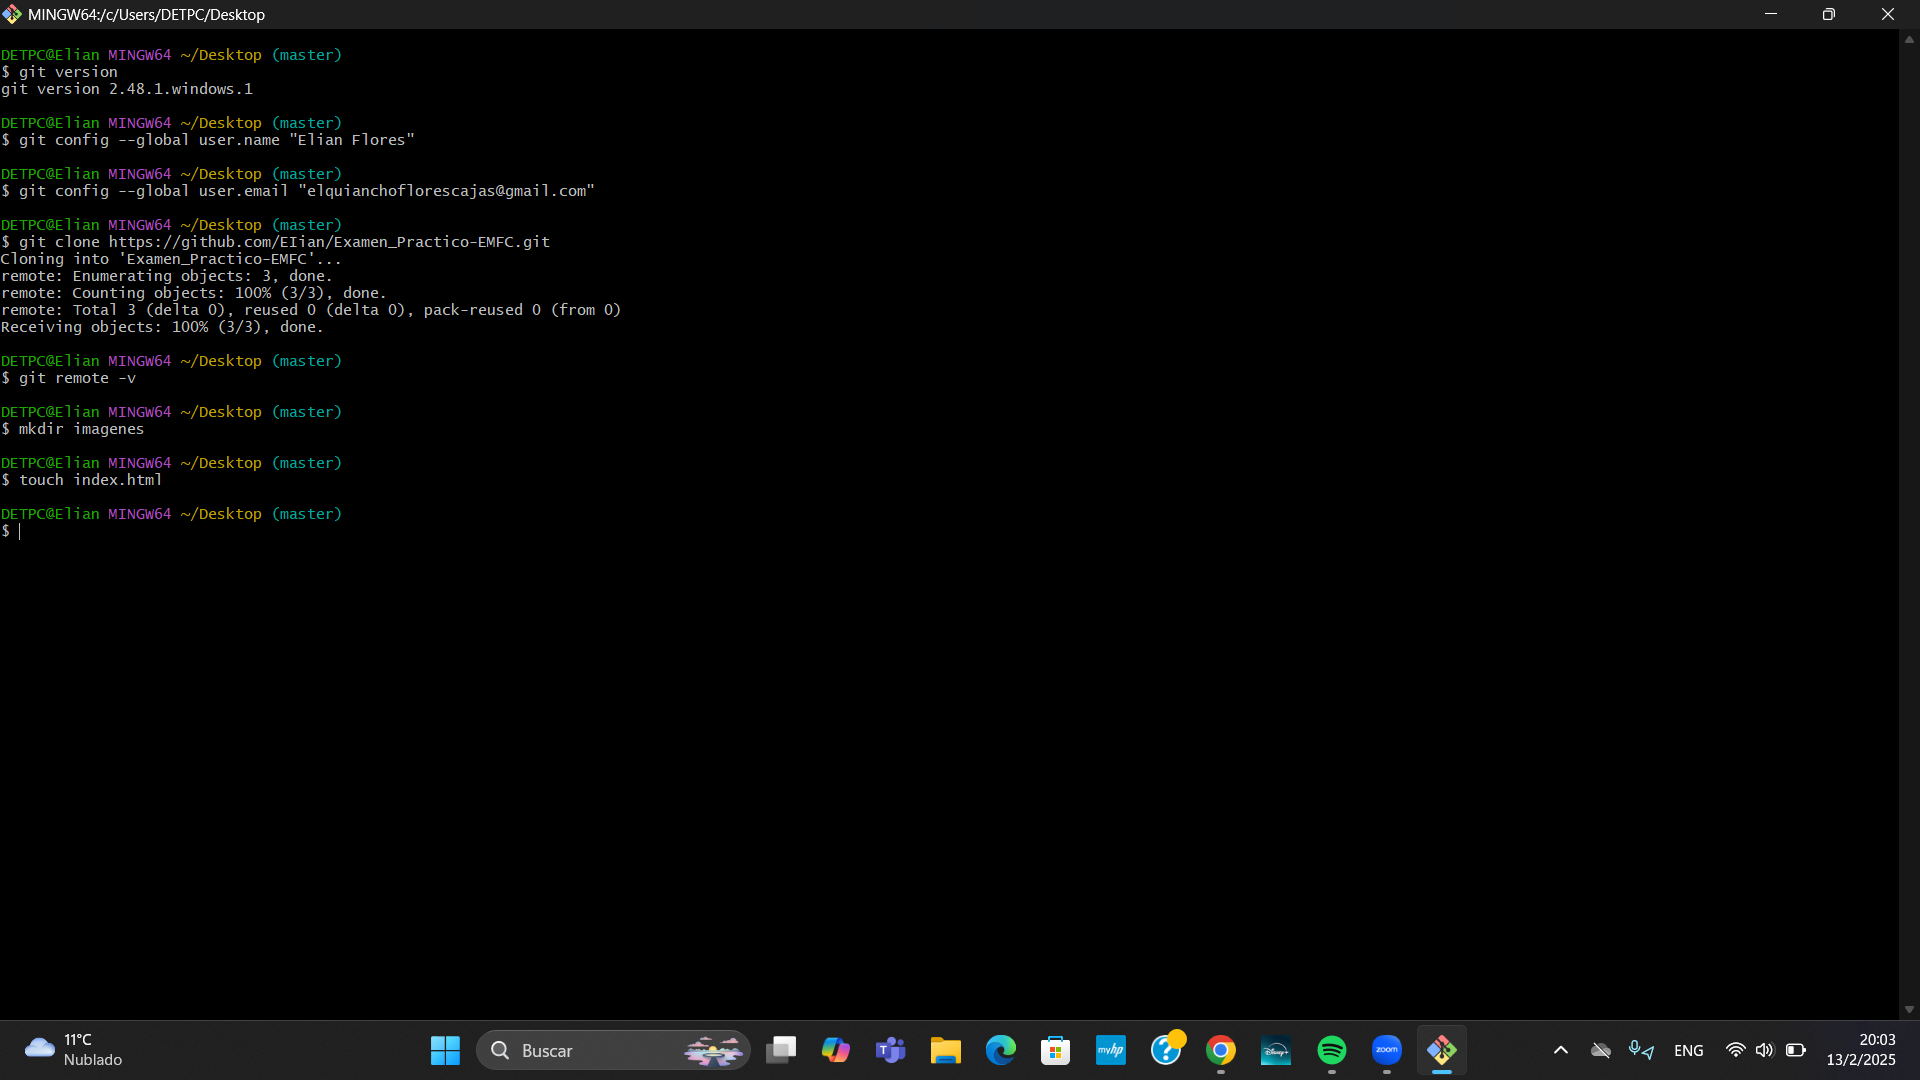 MINGW64:/c/Users/DETPC/Desktop
DETPC@Elian MINGW64 ~/Desktop (master)
$ git version
git version 2.48.1.windows.1
DETPC@Elian MINGW64 ~/Desktop (master)
$ git config --global user.name "Elian Flores"
DETPC@Elian MINGW64 ~/Desktop (master)
$ git config --global user.email "elquianchoflorescajas@gmail.com"
DETPC@Elian MINGW64 ~/Desktop (master)
$ git clone https://github.com/EIian/Examen_Practico-EMFC.git
Cloning into 'Examen_Practico-EMFC'...
remote: Enumerating objects: 3, done.
remote: Counting objects: 100% (3/3), done.
remote: Total 3 (delta 0), reused 0 (delta 0), pack-reused 0 (from 0)
Receiving objects: 100% (3/3), done.
DETPC@Elian MINGW64 ~/Desktop (master)
$ git remote -v
DETPC@Elian MINGW64 ~/Desktop (master)
$ mkdir imagenes
DETPC@Elian MINGW64 ~/Desktop (master)
$ touch index.html
DETPC@Elian MINGW64 ~/Desktop (master)
$
11°C
Nublado
Buscar
myhp
Disney+
zoom
ENG
20:03
13/2/2025